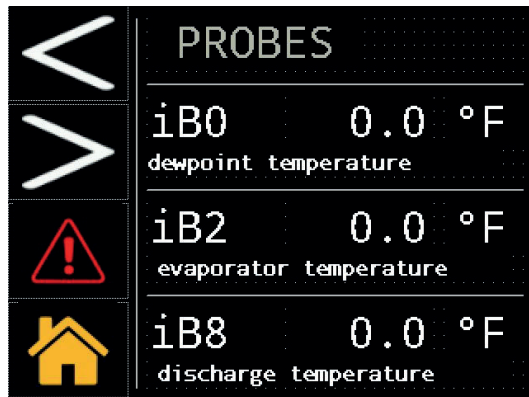 PROBES
iB0 0.0 °F
dewpoint temperature
iB2 0.0 °F
evaporator temperature
iB8 0.0 °F
discharge temperature